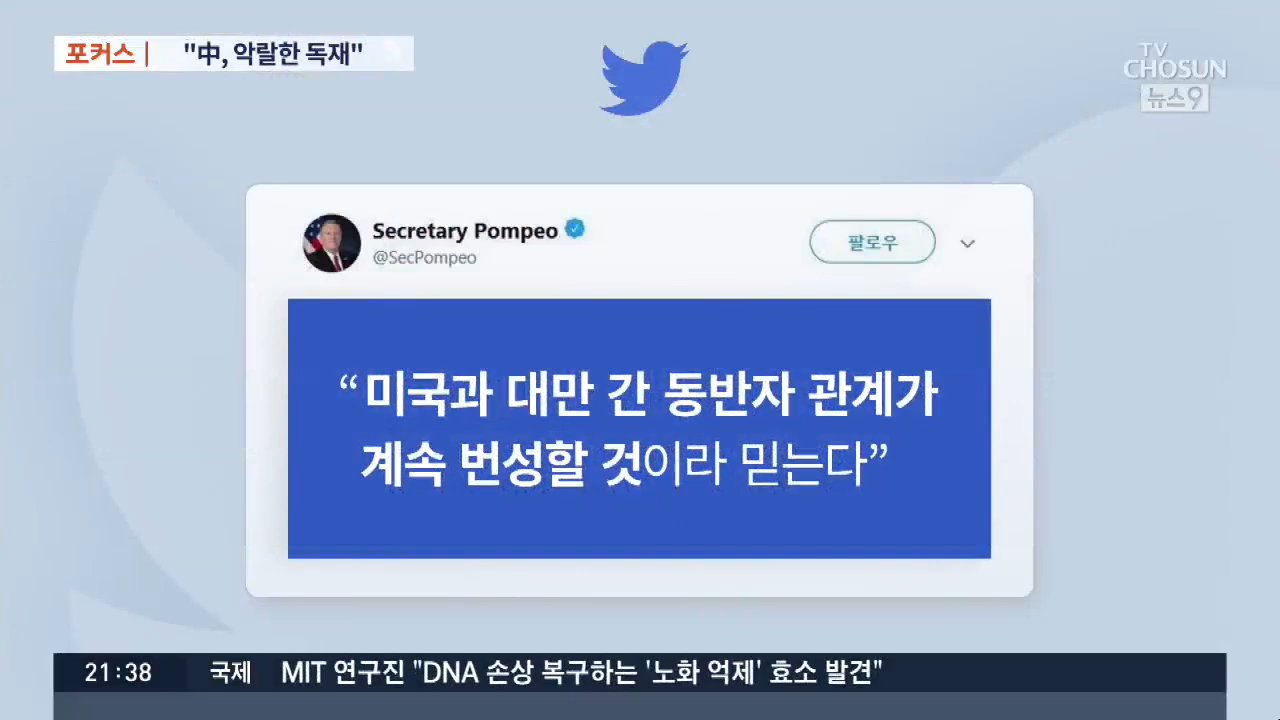 포커스 | "中, 악랄한 독재"
TV
CHOSUN
뉴스9
Secretary Pompeo
@SecPompeo
팔로우
“미국과 대만 간 동반자 관계가
계속 번성할 것이라 믿는다”
21:38 국제 MIT 연구진 "DNA 손상 복구하는 '노화 억제' 효소 발견"